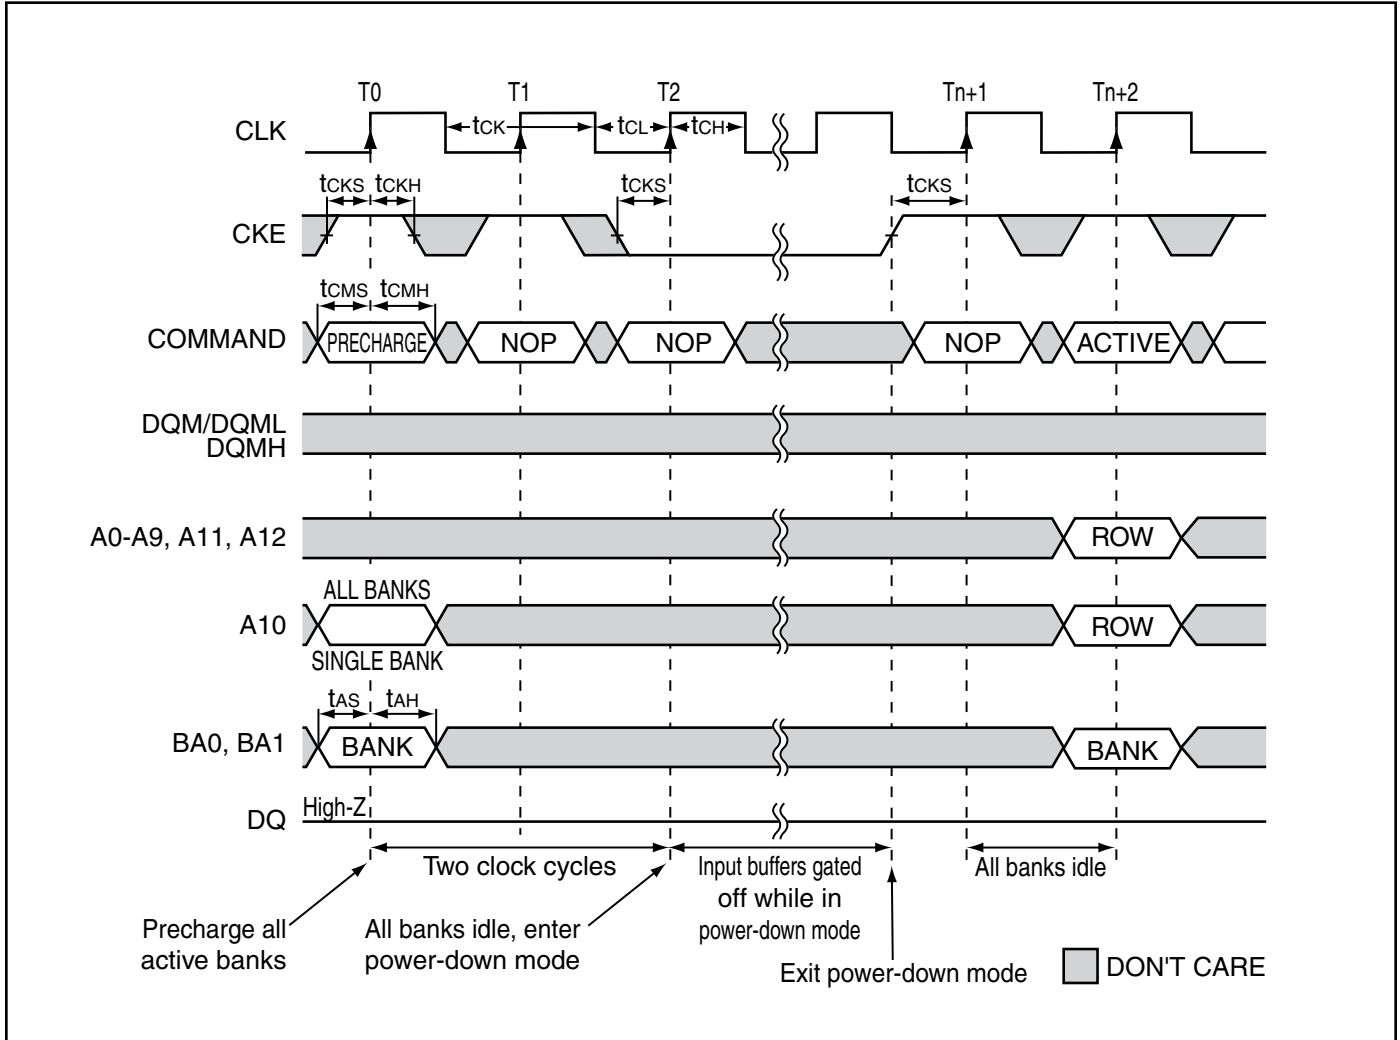 T0 T1 T2 Tn+1 Tn+2
CLK tCK tCL tCH
tCKS tCKH tCKS tCKS
CKE
tCMS tCMH
COMMAND PRECHARGE NOP NOP NOP ACTIVE
DQM/DQML
DQMH
A0-A9, A11, A12 ROW
ALL BANKS
A10 ROW
SINGLE BANK
tAS tAH
BA0, BA1 BANK BANK
DQ High-Z
Two clock cycles
Input buffers gated
off while in
power-down mode
All banks idle
Precharge all
active banks
All banks idle, enter
power-down mode
Exit power-down mode
DON'T CARE